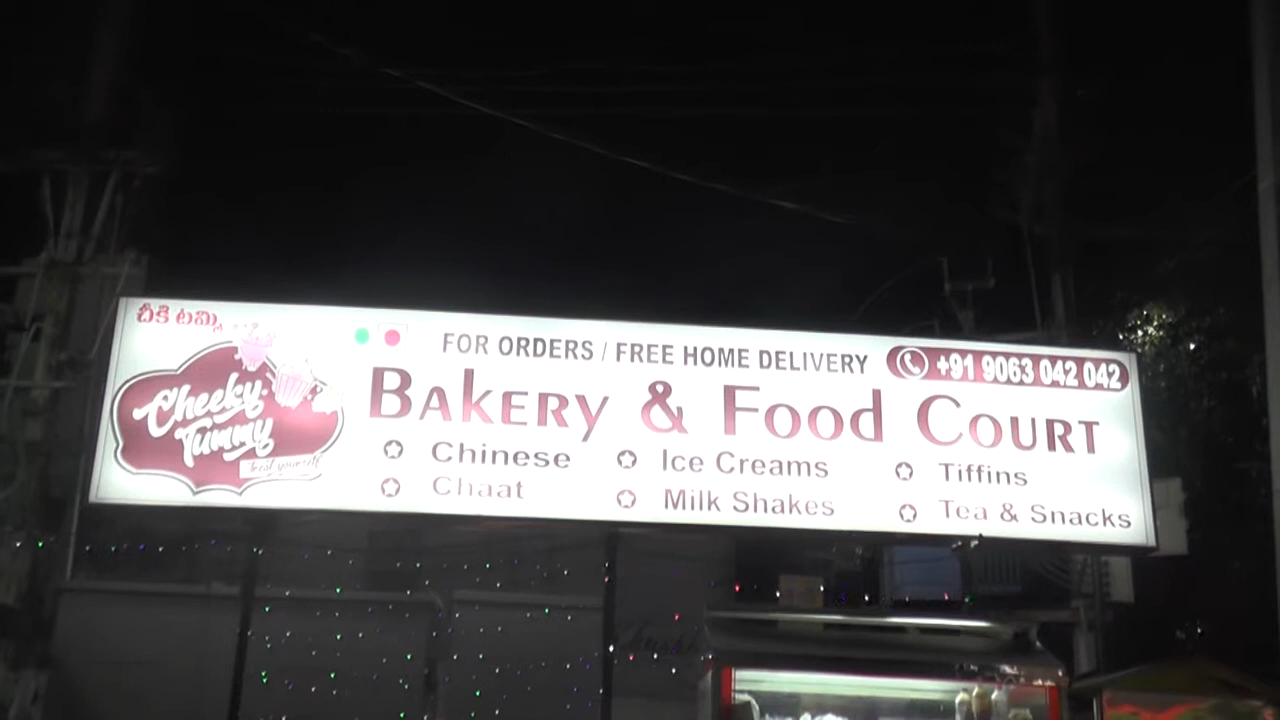 చీకి టమ్మి
Cheeky
Tummy
Treat yourself
FOR ORDERS / FREE HOME DELIVERY
+91 9063 042 042
BAKERY & FOOD COURT
Chinese
Ice Creams
Tiffins
Chaat
Milk Shakes
Tea & Snacks